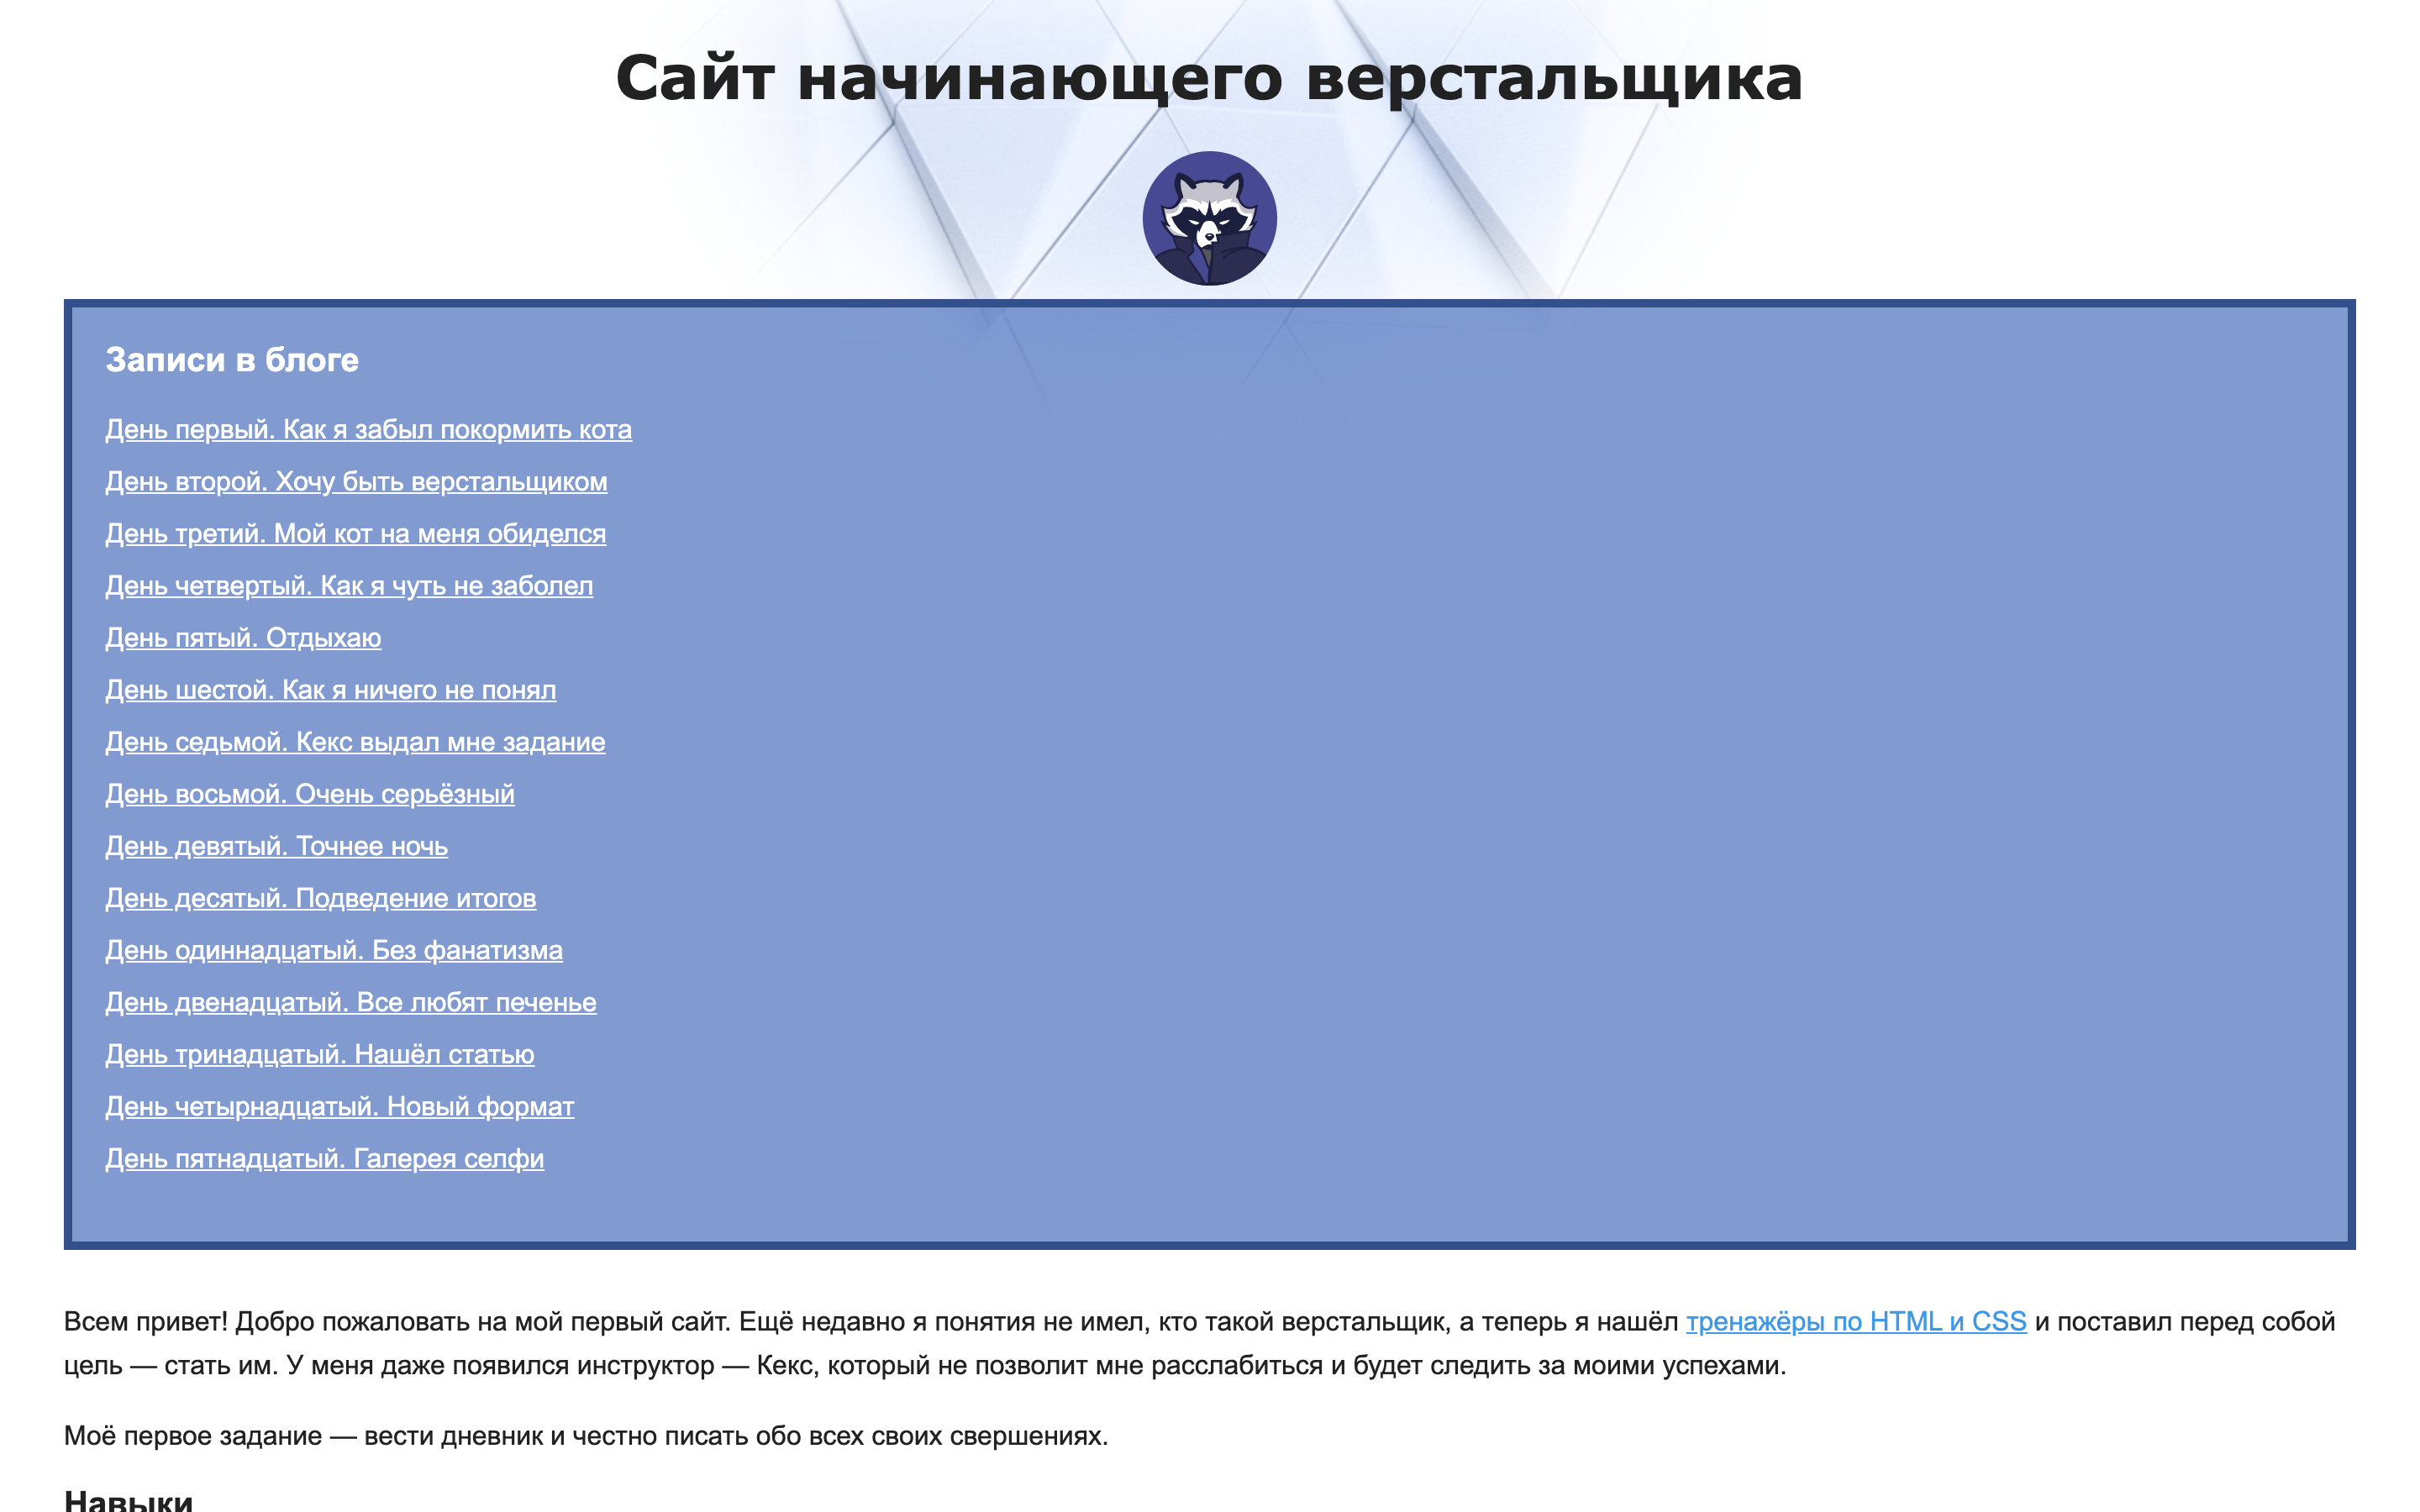 Сайт начинающего верстальщика
Записи в блоге
День первый. Как я забыл покормить кота
День второй. Хочу быть верстальщиком
День третий. Мой кот на меня обиделся
День четвертый. Как я чуть не заболел
День пятый. Отдыхаю
День шестой. Как я ничего не понял
День седьмой. Кекс выдал мне задание
День восьмой. Очень серьёзный
День девятый. Точнее ночь
День десятый. Подведение итогов
День одиннадцатый. Без фанатизма
День двенадцатый. Все любят печенье
День тринадцатый. Нашёл статью
День четырнадцатый. Новый формат
День пятнадцатый. Галерея селфи
Всем привет! Добро пожаловать на мой первый сайт. Ещё недавно я понятия не имел, кто такой верстальщик, а теперь я нашёл тренажёры по HTML и CSS и поставил перед собой
цель — стать им. У меня даже появился инструктор — Кекс, который не позволит мне расслабиться и будет следить за моими успехами.
Моё первое задание — вести дневник и честно писать обо всех своих свершениях.
Навыки